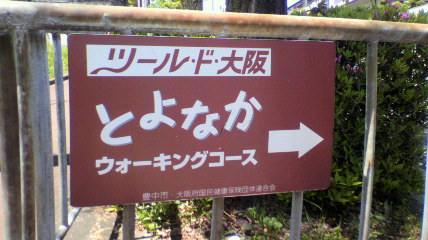 ツール・ド・大阪
とよなか
ウォーキングコース
豊中市 大阪府国民健康保険団体連合会